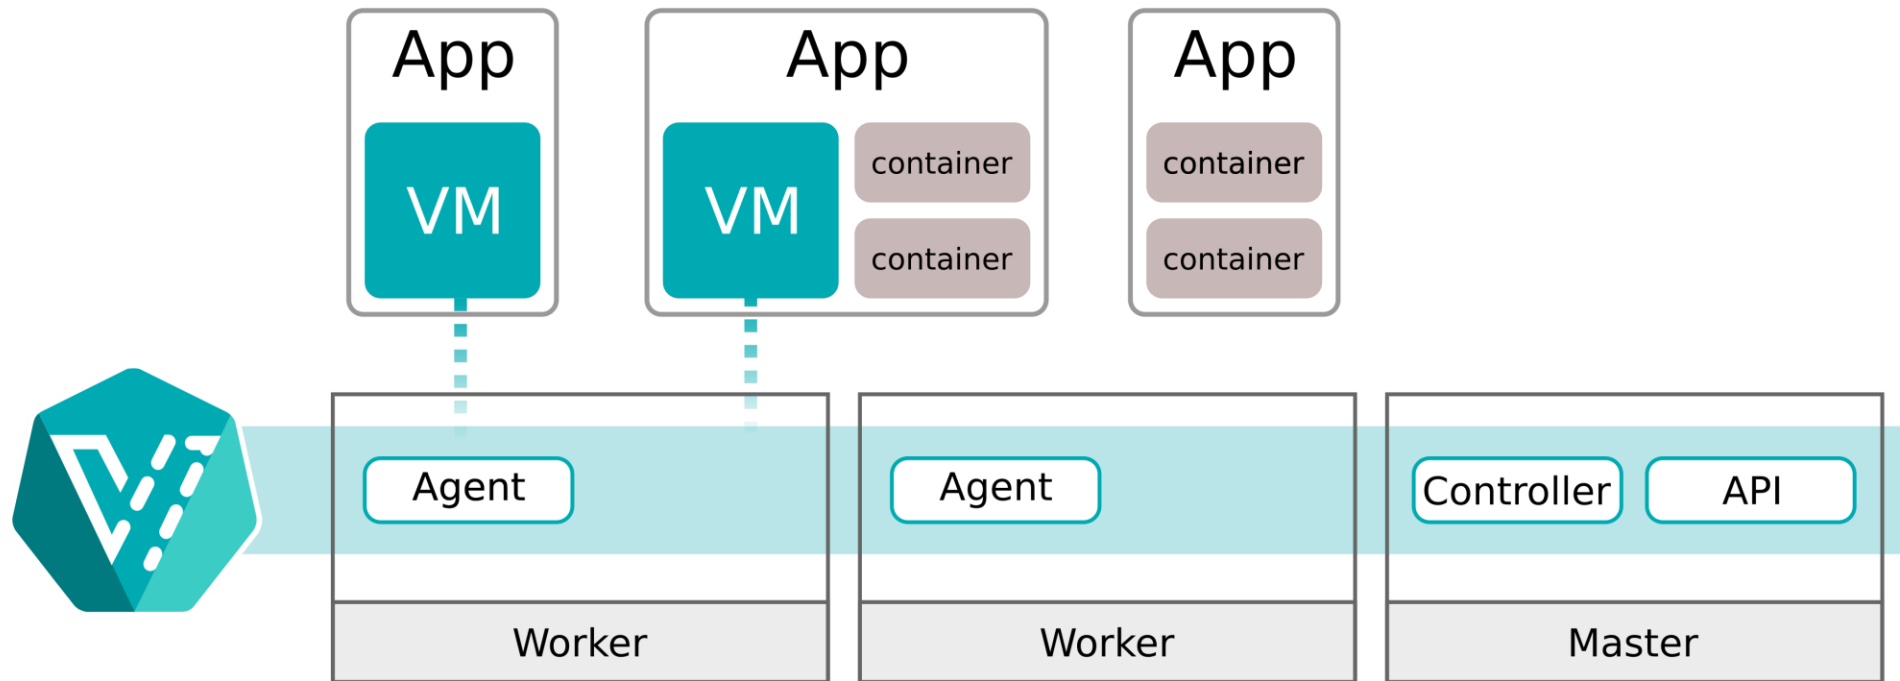 App
App
App
VM
VM
container
container
container
container
Agent
Agent
Controller
API
Worker
Worker
Master